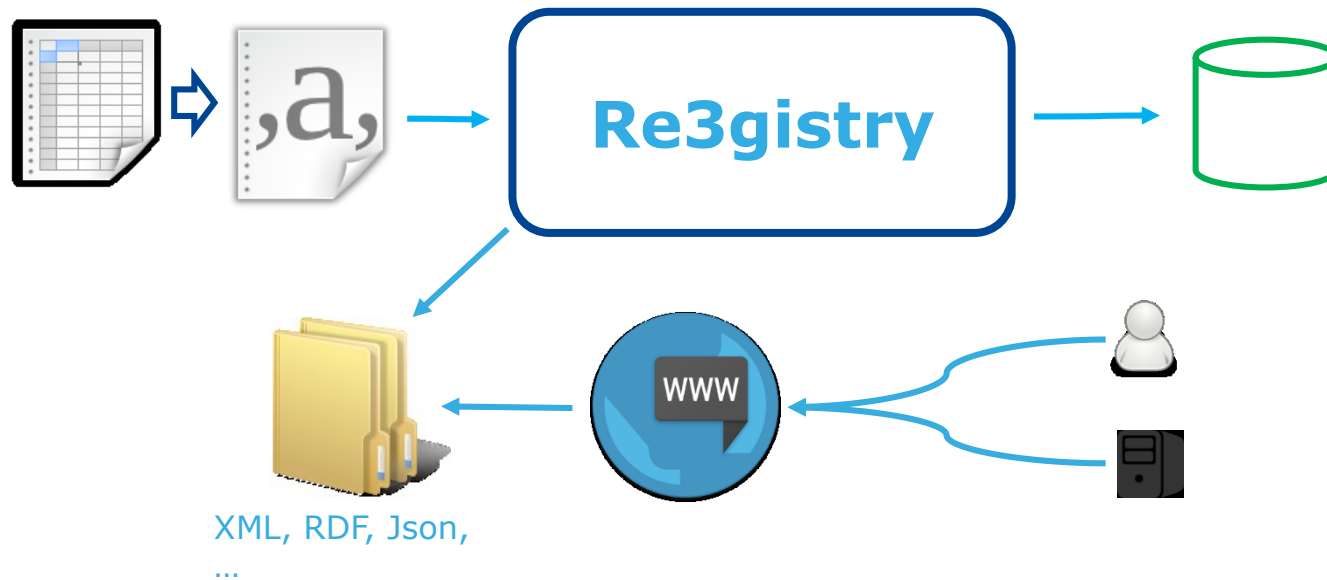 ,a,
Re3gistry
WWW
XML, RDF, Json,
…